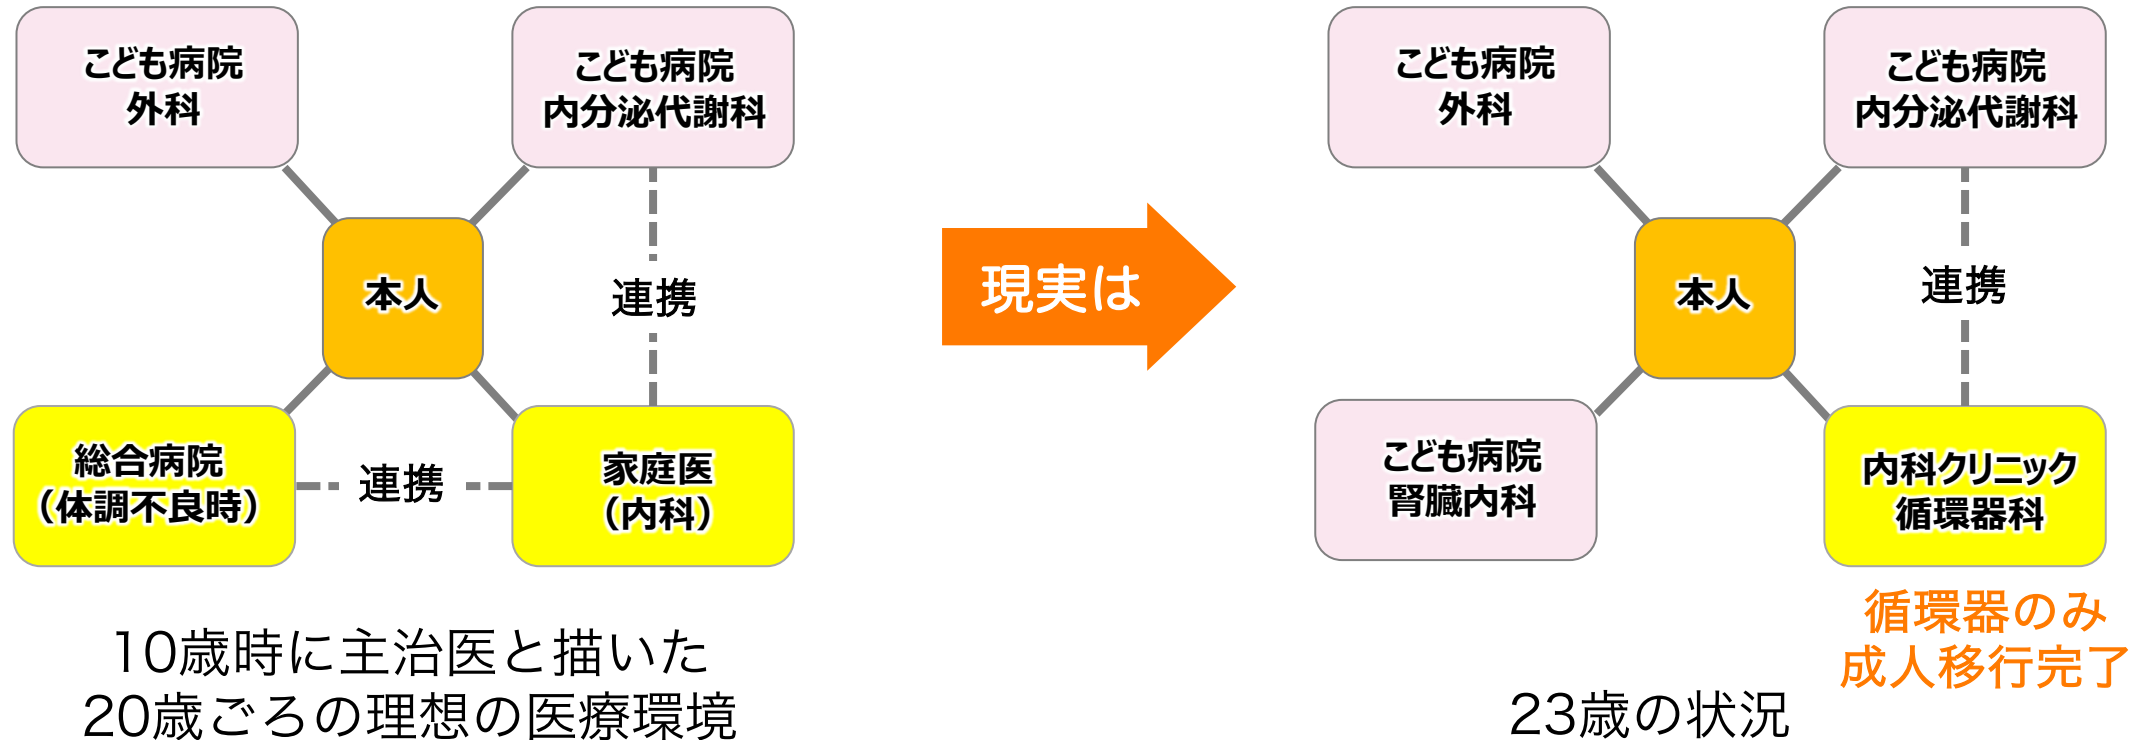 こども病院
外科
こども病院
内分泌代謝科
本人
連携
総合病院
（体調不良時）
連携
家庭医
（内科）
10歳時に主治医と描いた
20歳ごろの理想の医療環境
現実は
こども病院
外科
こども病院
内分泌代謝科
本人
連携
こども病院
腎臓内科
内科クリニック
循環器科
循環器のみ
成人移行完了
23歳の状況